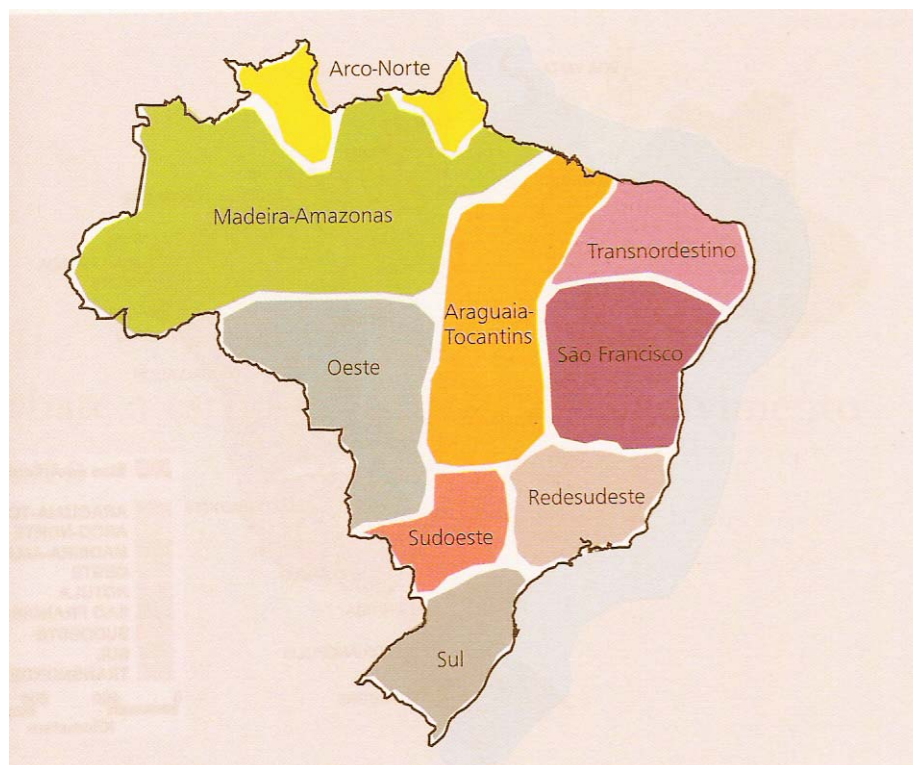 Arco-Norte
Madeira-Amazonas
Transnordestino
Araguaia-
Tocantins
São Francisco
Oeste
Redesudeste
Sudoeste
Sul